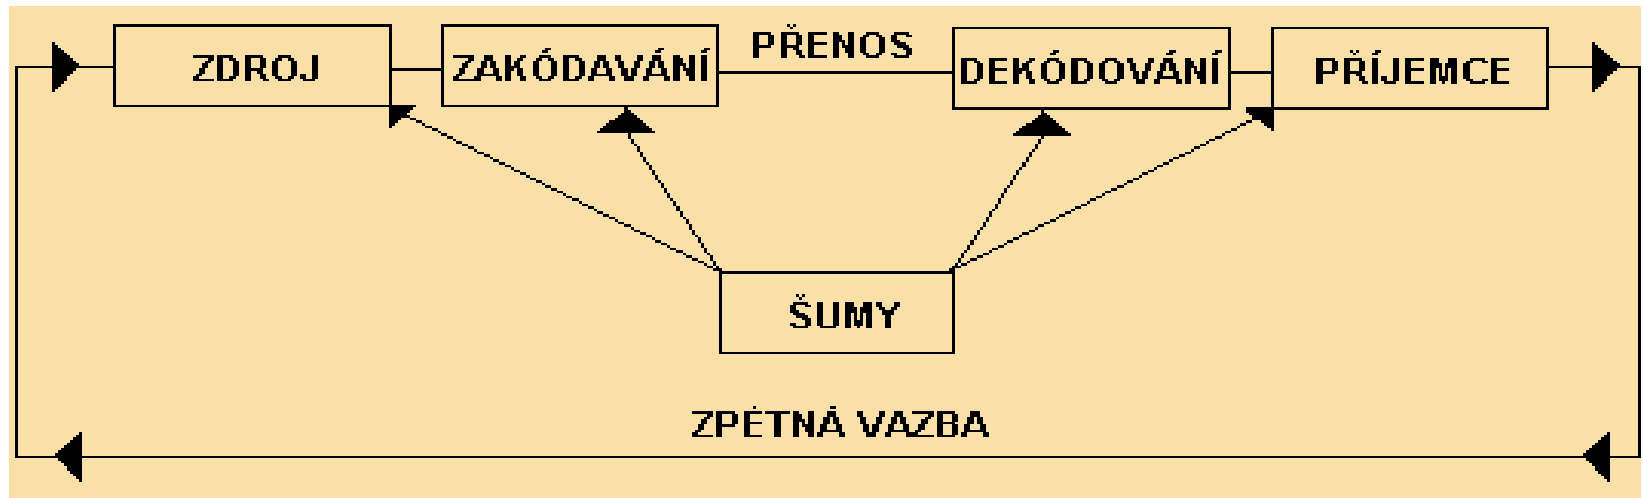 ZDROJ
ZAKÓDAVÁNÍ
PŘENOS
DEKÓDOVÁNÍ
PŘÍJEMCE
ŠUMY
ZPĚTNÁ VAZBA